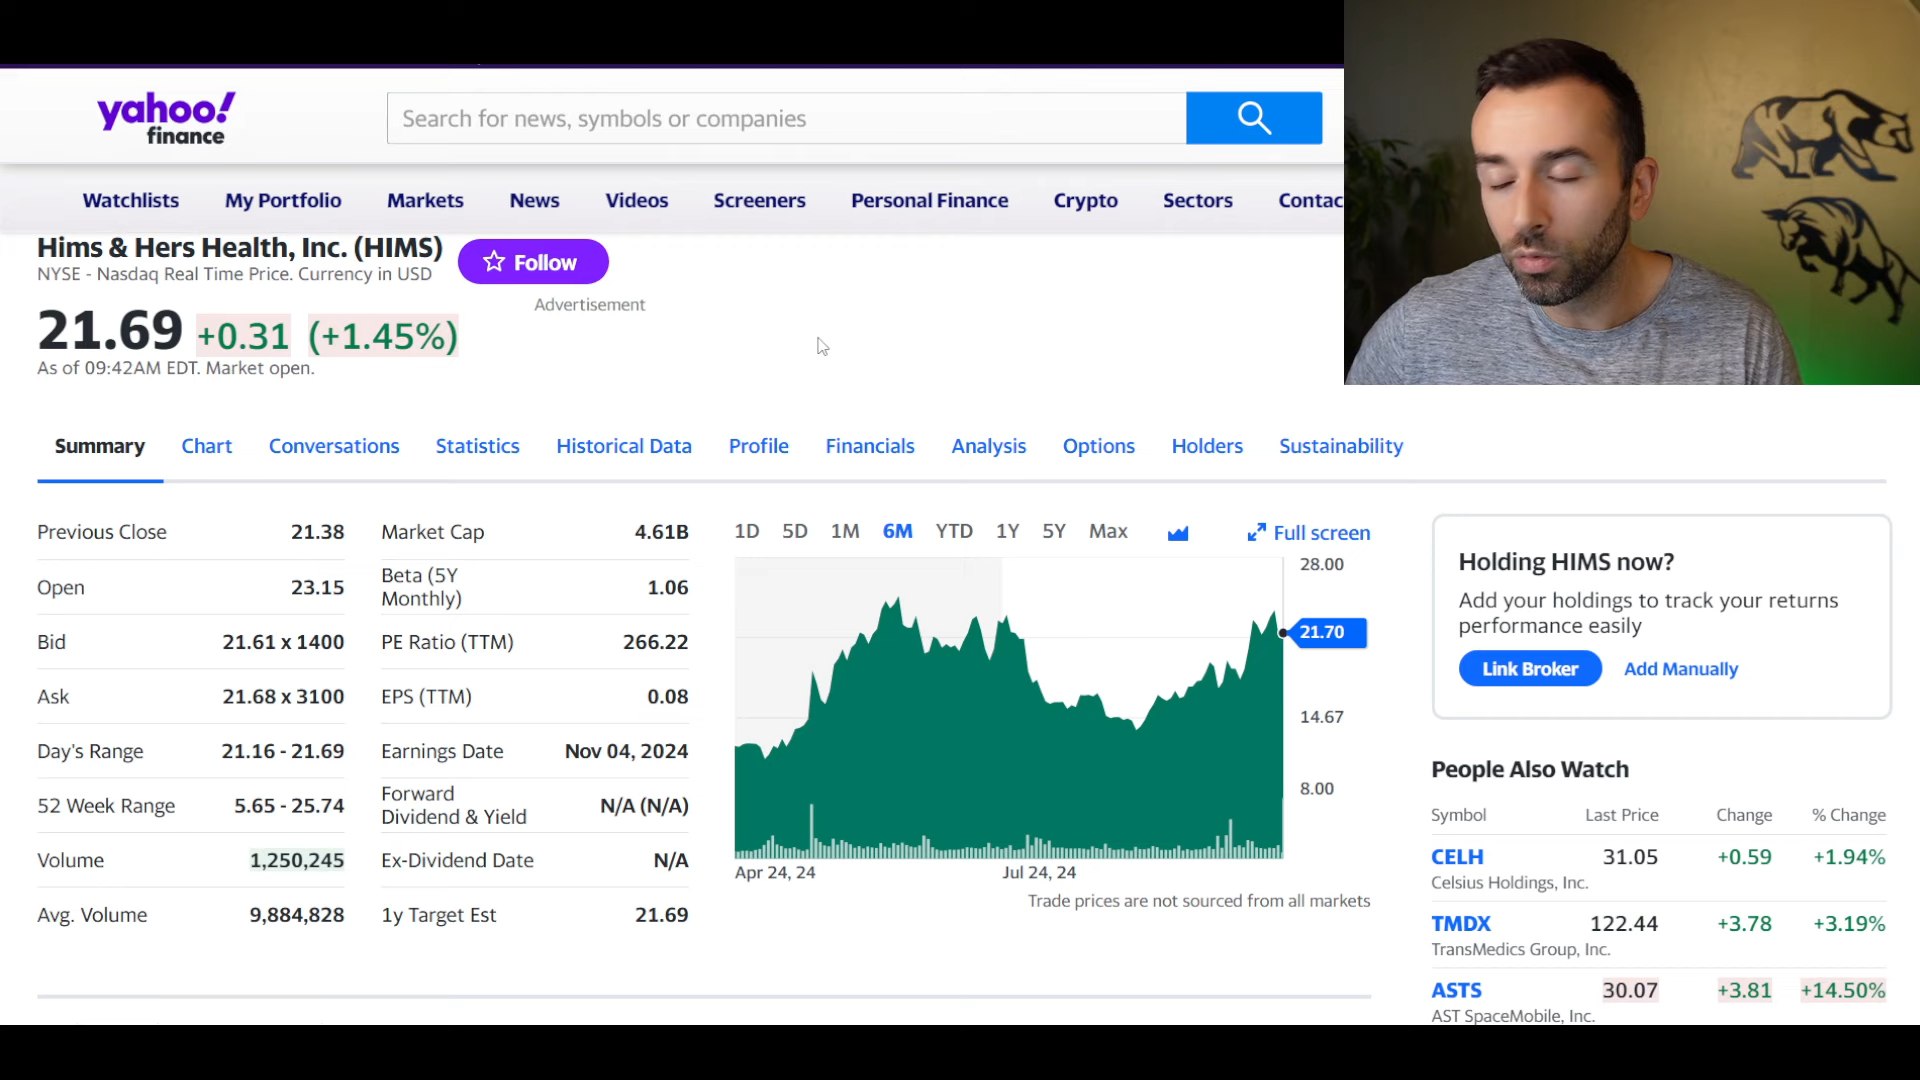 yahoo!
finance
Search for news, symbols or companies
Watchlists My Portfolio Markets News Videos Screeners Personal Finance Crypto Sectors Contac
Hims & Hers Health, Inc. (HIMS)
Follow
NYSE - Nasdaq Real Time Price. Currency in USD
Advertisement
21.69 +0.31 (+1.45%)
As of 09:42AM EDT. Market open.
Summary Chart Conversations Statistics Historical Data Profile Financials Analysis Options Holders Sustainability
Previous Close 21.38
Open 23.15
Bid 21.61 x 1400
Ask 21.68 x 3100
Day's Range 21.16 - 21.69
52 Week Range 5.65 - 25.74
Volume 1,250,245
Avg. Volume 9,884,828
Market Cap 4.61B
Beta (5Y
Monthly) 1.06
PE Ratio (TTM) 266.22
EPS (TTM) 0.08
Earnings Date Nov 04, 2024
Forward
Dividend & Yield N/A (N/A)
Ex-Dividend Date N/A
1y Target Est 21.69
1D 5D 1M 6M YTD 1Y 5Y Max Full screen
28.00
21.70
14.67
8.00
Apr 24, 24 Jul 24, 24
Trade prices are not sourced from all markets
Holding HIMS now?
Add your holdings to track your returns
performance easily
Link Broker Add Manually
People Also Watch
Symbol Last Price Change % Change
CELH 31.05 +0.59 +1.94%
Celsius Holdings, Inc.
TMDX 122.44 +3.78 +3.19%
TransMedics Group, Inc.
ASTS 30.07 +3.81 +14.50%
AST SpaceMobile, Inc.